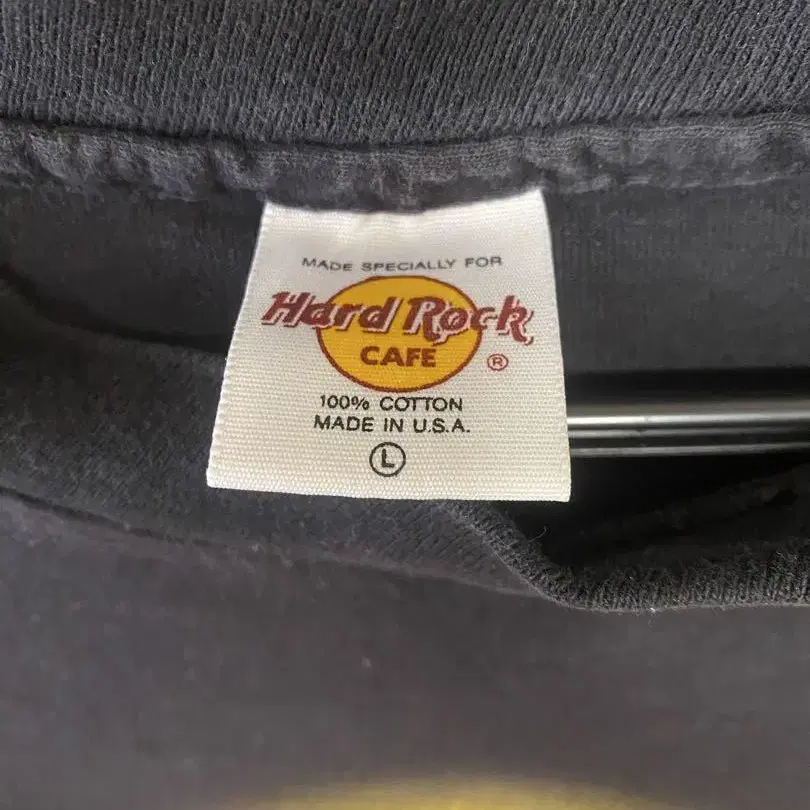 MADE SPECIALLY FOR
Hard Rock
CAFE ®
100% COTTON
MADE IN U.S.A.
L